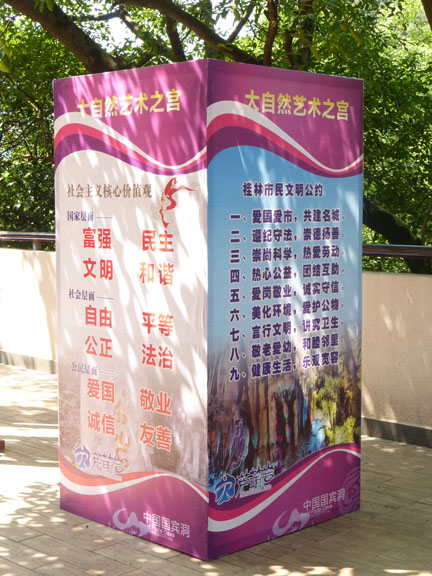 大自然艺术之宫
社会主义核心价值观
国家层面——
富强 民主
文明 和谐
社会层面——
自由 平等
公正 法治
公民层面——
爱国 敬业
诚信 友善
芦笛岩
中国国宾洞
大自然艺术之宫
桂林市民文明公约
一、爱国爱市，共建名城。
二、遵纪守法，崇德扬善。
三、崇尚科学，热爱劳动。
四、热心公益，团结互助。
五、爱岗敬业，诚实守信。
六、美化环境，爱护公物。
七、言行文明，讲究卫生。
八、敬老爱幼，和睦邻里。
九、健康生活，乐观宽容。
芦笛岩
中国国宾洞